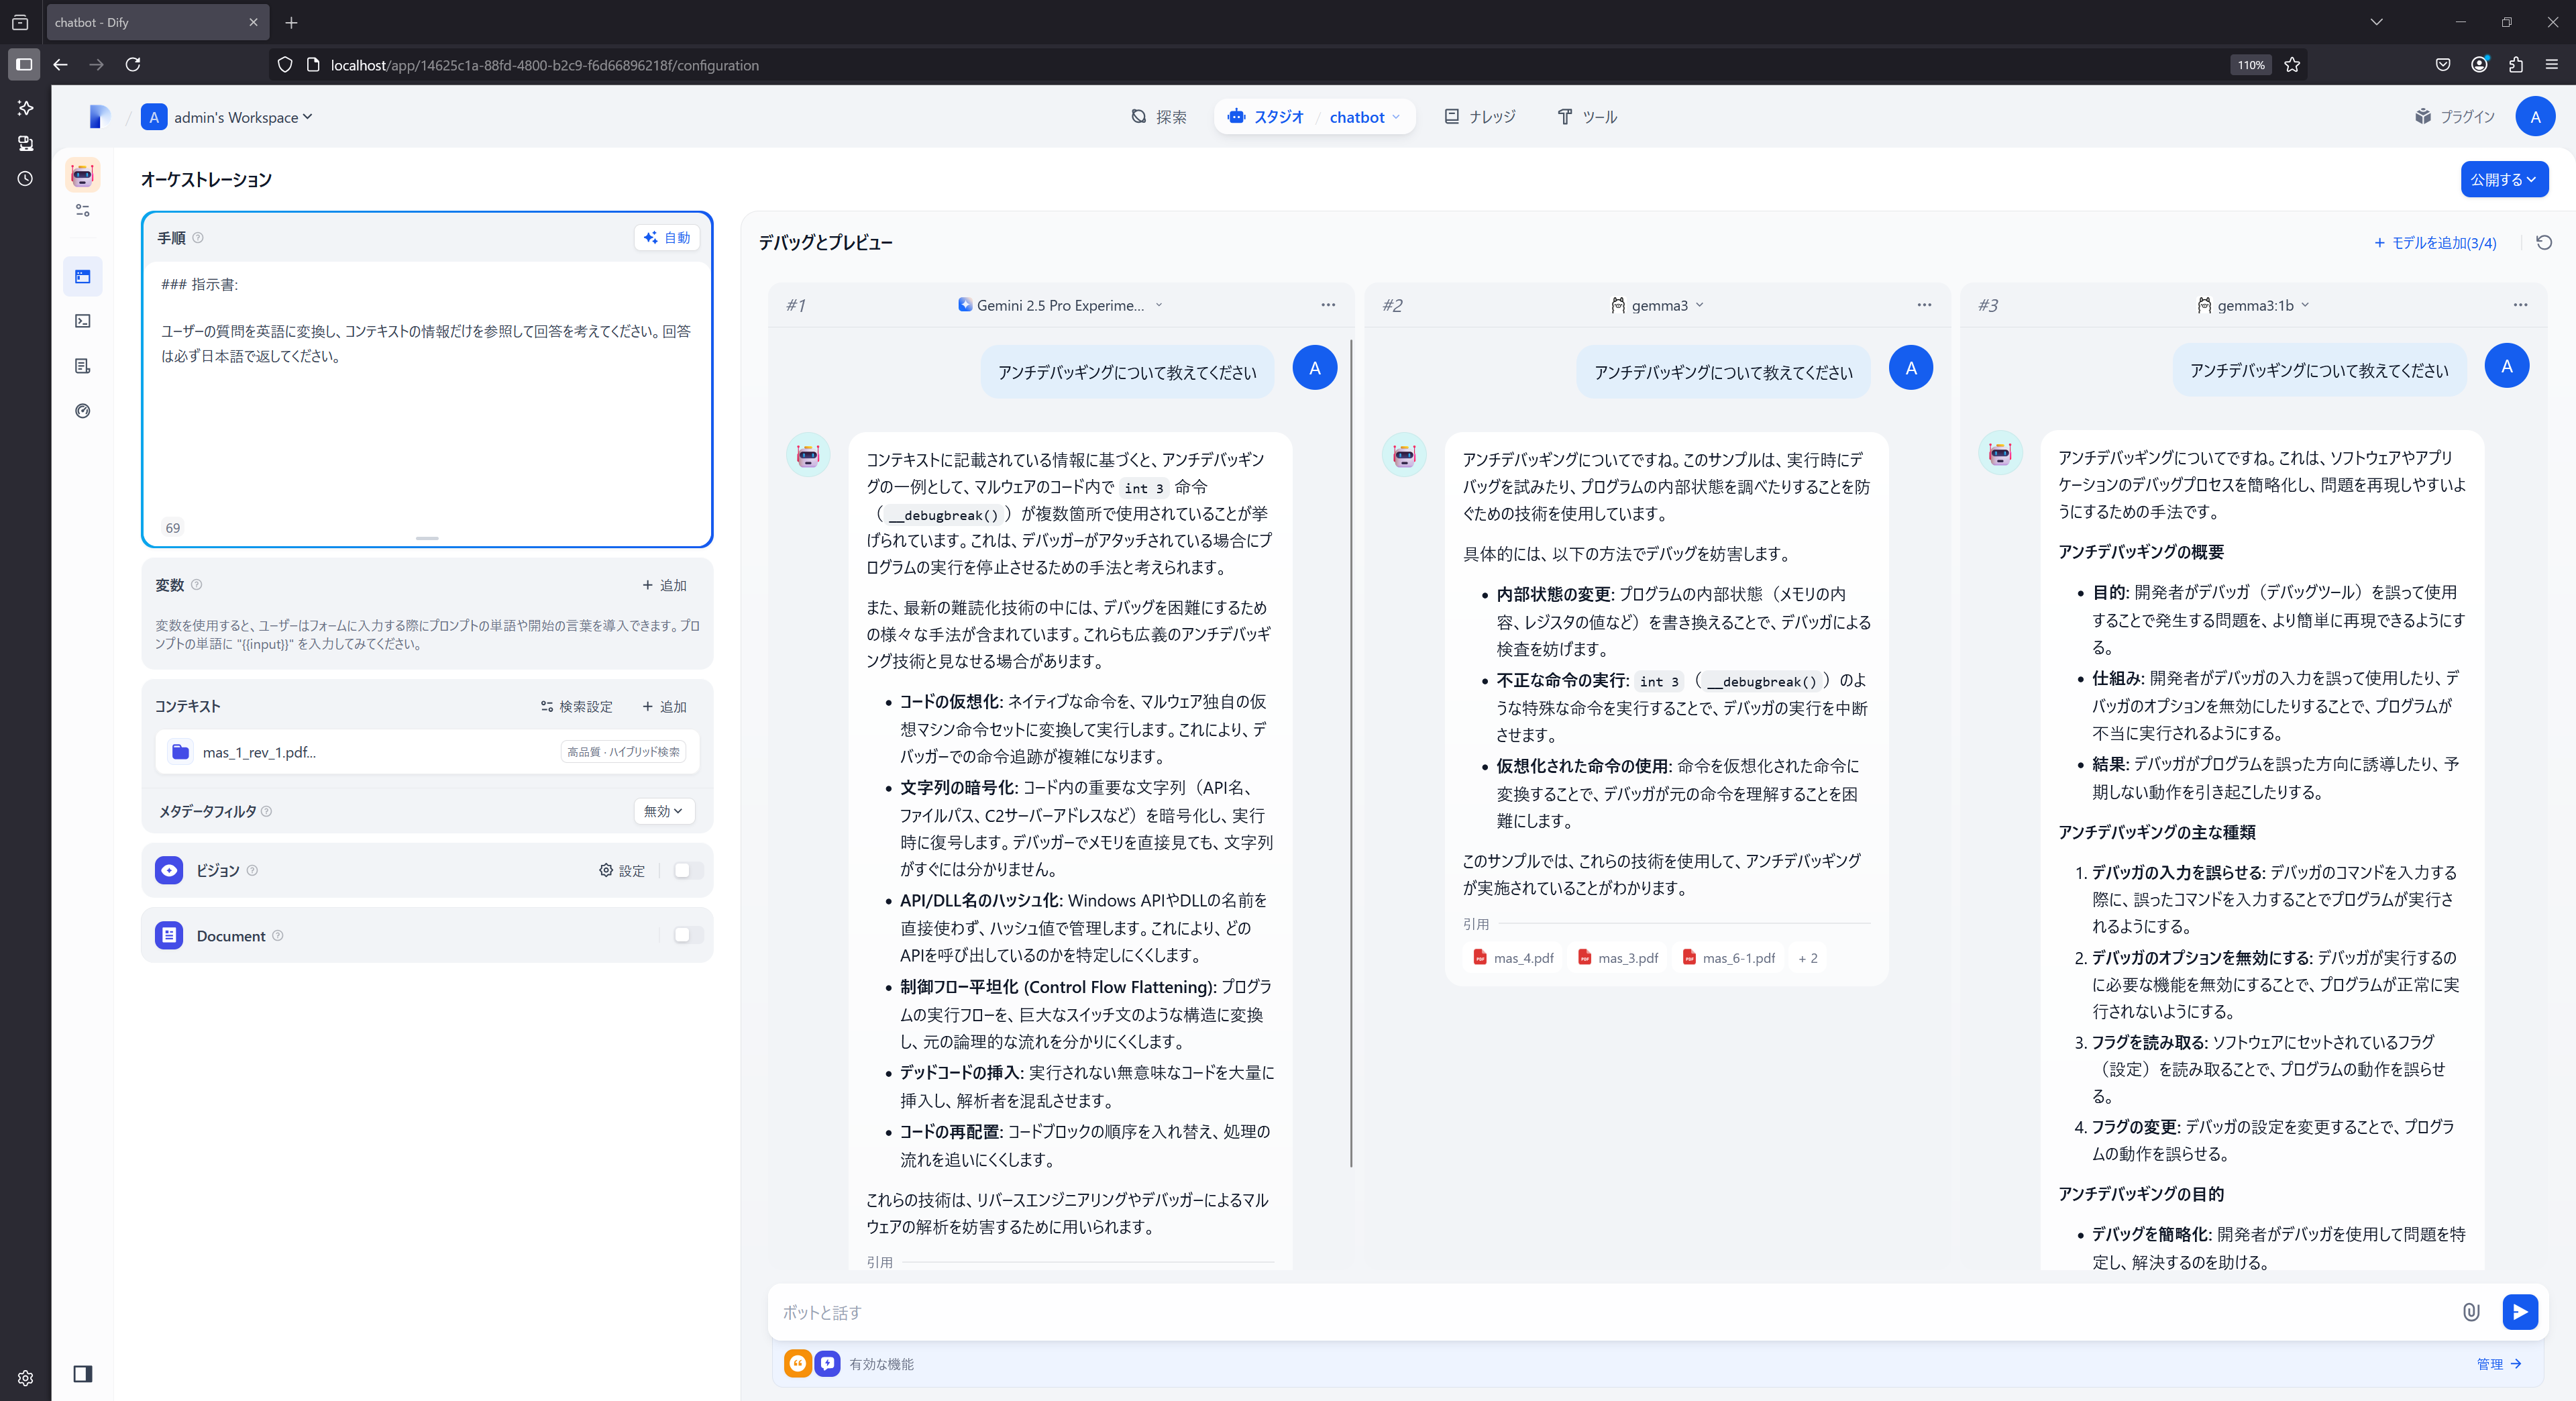 chatbot - Dify
localhost/app/14625c1a-88fd-4800-b2c9-f6d66896218f/configuration
110%
A admin's Workspace
探索
スタジオ / chatbot
ナレッジ
ツール
プラグイン
A
オーケストレーション
公開する
手順
自動
### 指示書:
ユーザーの質問を英語に変換し、コンテキストの情報だけを参照して回答を考えてください。回答
は必ず日本語で返してください。
69
変数
+ 追加
変数を使用すると、ユーザーはフォームに入力する際にプロンプトの単語や開始の言葉を導入できます。プロ
ンプトの単語に "{{input}}" を入力してみてください。
コンテキスト
検索設定
+ 追加
mas_1_rev_1.pdf...
高品質・ハイブリッド検索
メタデータフィルタ
無効
ビジョン
設定
Document
デバッグとプレビュー
+ モデルを追加(3/4)
#1
Gemini 2.5 Pro Experime...
アンチデバッギングについて教えてください
A
コンテキストに記載されている情報に基づくと、アンチデバッギン
グの一例として、マルウェアのコード内で int 3 命令
（__debugbreak()）が複数箇所で使用されていることが挙
げられています。これは、デバッガーがアタッチされている場合にプ
ログラムの実行を停止させるための手法と考えられます。
また、最新の難読化技術の中には、デバッグを困難にするため
の様々な手法が含まれています。これらも広義のアンチデバッギ
ング技術と見なせる場合があります。
• コードの仮想化: ネイティブな命令を、マルウェア独自の仮
想マシン命令セットに変換して実行します。これにより、デ
バッガーでの命令追跡が複雑になります。
• 文字列の暗号化: コード内の重要な文字列（API名、
ファイルパス、C2サーバーアドレスなど）を暗号化し、実行
時に復号します。デバッガーでメモリを直接見ても、文字列
がすぐには分かりません。
• API/DLL名のハッシュ化: Windows APIやDLLの名前を
直接使わず、ハッシュ値で管理します。これにより、どの
APIを呼び出しているのかを特定しにくくします。
• 制御フロー平坦化 (Control Flow Flattening): プログラ
ムの実行フローを、巨大なスイッチ文のような構造に変換
し、元の論理的な流れを分かりにくくします。
• デッドコードの挿入: 実行されない無意味なコードを大量に
挿入し、解析者を混乱させます。
• コードの再配置: コードブロックの順序を入れ替え、処理の
流れを追いにくくします。
これらの技術は、リバースエンジニアリングやデバッガーによるマル
ウェアの解析を妨害するために用いられます。
引用
#2
gemma3
アンチデバッギングについて教えてください
A
アンチデバッギングについてですね。このサンプルは、実行時にデ
バッグを試みたり、プログラムの内部状態を調べたりすることを防
ぐための技術を使用しています。
具体的には、以下の方法でデバッグを妨害します。
• 内部状態の変更: プログラムの内部状態（メモリの内
容、レジスタの値など）を書き換えることで、デバッガによる
検査を妨げます。
• 不正な命令の実行: int 3 （__debugbreak()）のよ
うな特殊な命令を実行することで、デバッガの実行を中断
させます。
• 仮想化された命令の使用: 命令を仮想化された命令に
変換することで、デバッガが元の命令を理解することを困
難にします。
このサンプルでは、これらの技術を使用して、アンチデバッギング
が実施されていることがわかります。
引用
mas_4.pdf
mas_3.pdf
mas_6-1.pdf
+ 2
#3
gemma3:1b
アンチデバッギングについて教えてください
A
アンチデバッギングについてですね。これは、ソフトウェアやアプリ
ケーションのデバッグプロセスを簡略化し、問題を再現しやすいよ
うにするための手法です。
アンチデバッギングの概要
• 目的: 開発者がデバッガ（デバッグツール）を誤って使用
することで発生する問題を、より簡単に再現できるようにす
る。
• 仕組み: 開発者がデバッガの入力を誤って使用したり、デ
バッガのオプションを無効にしたりすることで、プログラムが
不当に実行されるようにする。
• 結果: デバッガがプログラムを誤った方向に誘導したり、予
期しない動作を引き起こしたりする。
アンチデバッギングの主な種類
1. デバッガの入力を誤らせる: デバッガのコマンドを入力する
際に、誤ったコマンドを入力することでプログラムが実行さ
れるようにする。
2. デバッガのオプションを無効にする: デバッガが実行するの
に必要な機能を無効にすることで、プログラムが正常に実
行されないようにする。
3. フラグを読み取る: ソフトウェアにセットされているフラグ
（設定）を読み取ることで、プログラムの動作を誤らせ
る。
4. フラグの変更: デバッガの設定を変更することで、プログラ
ムの動作を誤らせる。
アンチデバッギングの目的
• デバッグを簡略化: 開発者がデバッガを使用して問題を特
定し、解決するのを助ける。
ボットと話す
有効な機能
管理 →